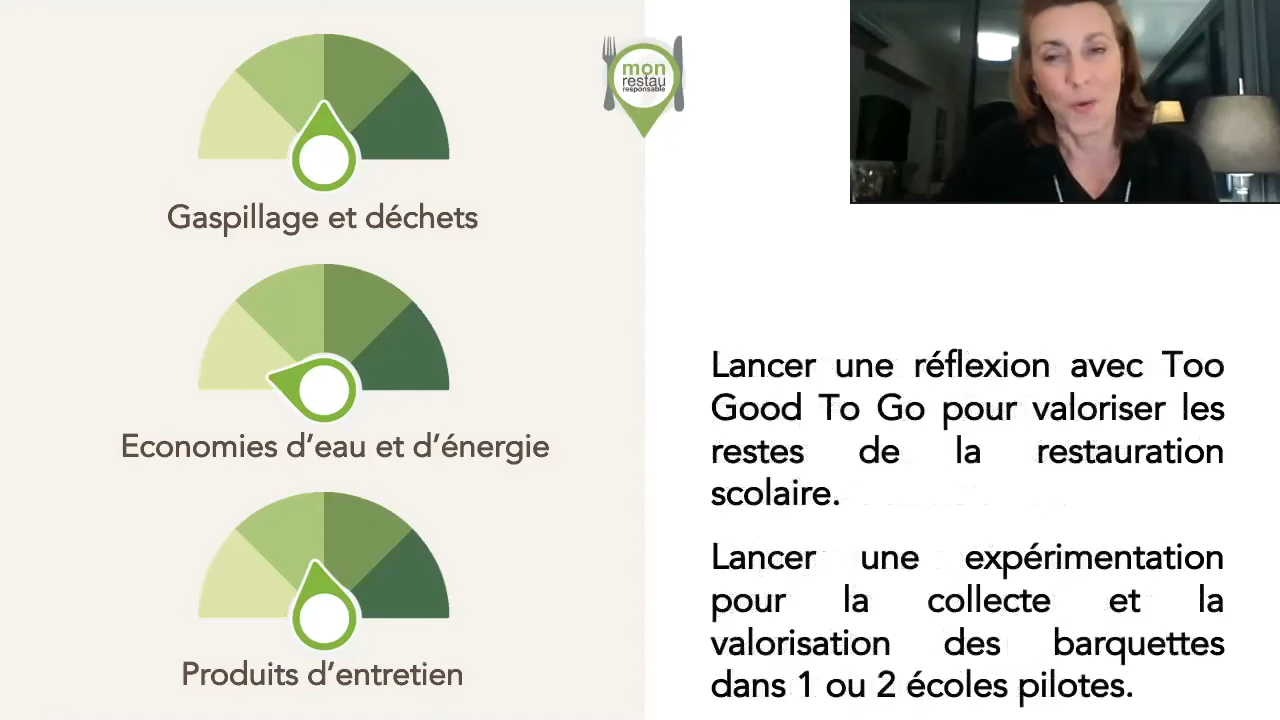 mon
restau
responsable
Gaspillage et déchets
Economies d’eau et d’énergie
Produits d’entretien
Lancer une réflexion avec Too
Good To Go pour valoriser les
restes de la restauration
scolaire.
Lancer une expérimentation
pour la collecte et la
valorisation des barquettes
dans 1 ou 2 écoles pilotes.